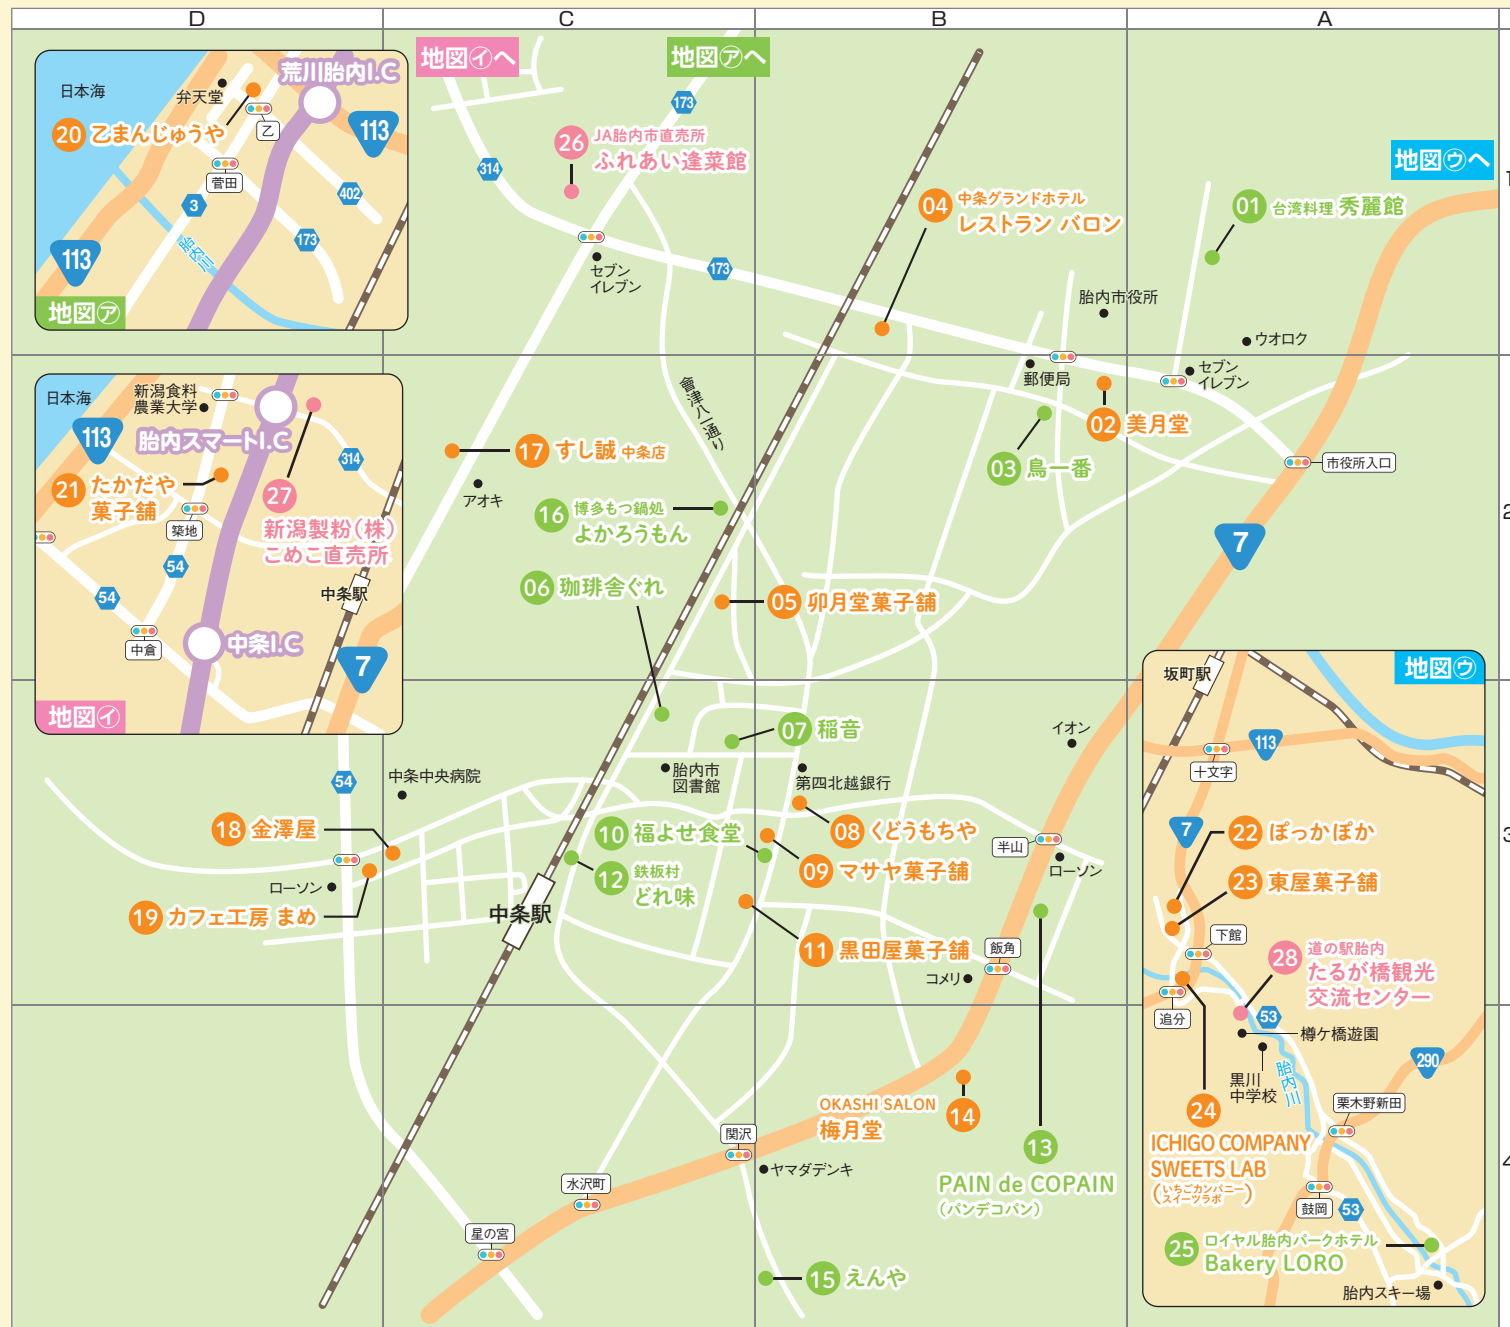 D
C
B
A
1
2
3
4
地図㋑へ
地図㋐へ
地図㋒へ
日本海
弁天堂
荒川胎内I.C
20 乙まんじゅうや
乙
113
菅田
3
402
173
胎内川
113
地図㋐
173
314
26 JA胎内市直売所
ふれあい逢菜館
セブン
イレブン
173
04 中条グランドホテル
レストラン バロン
01 台湾料理 秀麗館
胎内市役所
ウオロク
セブン
イレブン
郵便局
02 美月堂
03 鳥一番
市役所入口
7
會津八一通り
17 すし誠 中条店
アオキ
16 博多もつ鍋処
よかろうもん
06 珈琲舎ぐれ
05 卯月堂菓子舗
日本海
新潟食料
農業大学
113
胎内スマートI.C
314
21 たかだや
菓子舗
27
新潟製粉(株)
こめこ直売所
築地
54
54
中条駅
中倉
中条I.C
7
地図㋑
54
中条中央病院
18 金澤屋
ローソン
19 カフェ工房 まめ
中条駅
07 稲音
胎内市
図書館
第四北越銀行
イオン
10 福よせ食堂
08 くどうもちや
12 鉄板村
どれ味
09 マサヤ菓子舗
半山
ローソン
11 黒田屋菓子舗
飯角
コメリ
OKASHI SALON
梅月堂
14
13
PAIN de COPAIN
(パンデコパン)
関沢
ヤマダデンキ
水沢町
星の宮
15 えんや
坂町駅
地図㋒
113
十文字
7
22 ぽっかぽか
23 東屋菓子舗
下館
28 道の駅胎内
たるが橋観光
交流センター
追分
53
樽ケ橋遊園
黒川
中学校
胎内川
290
24
ICHIGO COMPANY
SWEETS LAB
(いちごカンパニー
スイーツラボ)
栗木野新田
鼓岡
53
25 ロイヤル胎内パークホテル
Bakery LORO
胎内スキー場